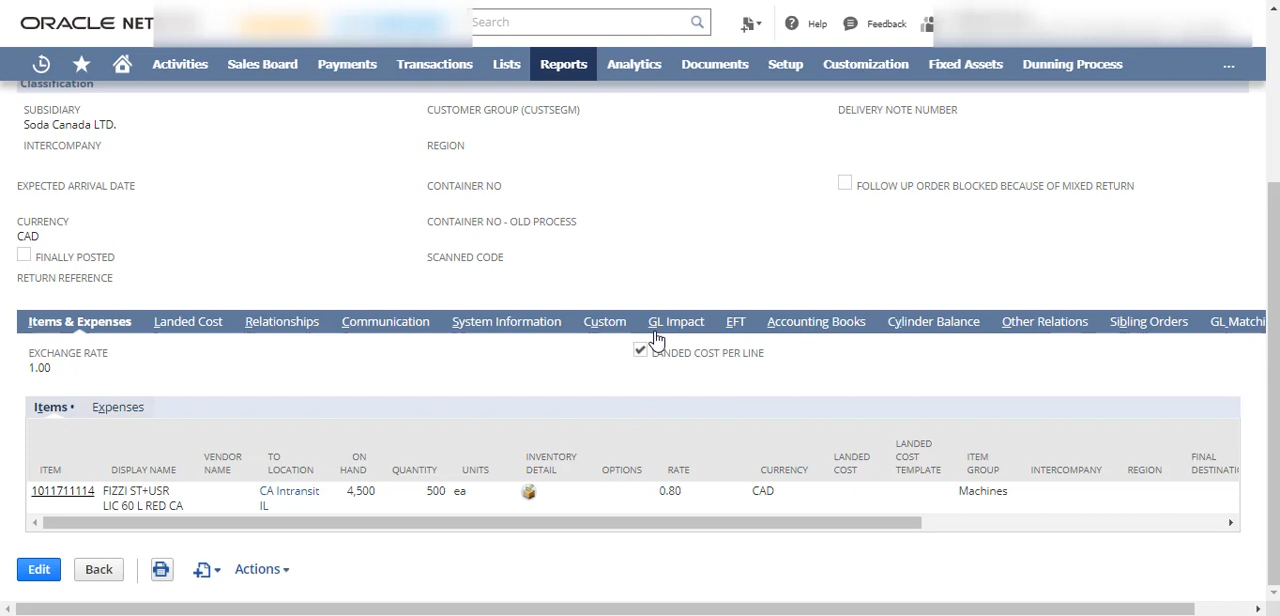 ORACLE NET
Search
Help
Feedback
Activities Sales Board Payments Transactions Lists Reports Analytics Documents Setup Customization Fixed Assets Dunning Process ...
Classification
SUBSIDIARY CUSTOMER GROUP (CUSTSEGM) DELIVERY NOTE NUMBER
Soda Canada LTD.
INTERCOMPANY REGION
EXPECTED ARRIVAL DATE CONTAINER NO FOLLOW UP ORDER BLOCKED BECAUSE OF MIXED RETURN
CURRENCY CONTAINER NO - OLD PROCESS
CAD
FINALLY POSTED SCANNED CODE
RETURN REFERENCE
Items & Expenses Landed Cost Relationships Communication System Information Custom GL Impact EFT Accounting Books Cylinder Balance Other Relations Sibling Orders GL Matchi
EXCHANGE RATE LANDED COST PER LINE
1.00
Items • Expenses
ITEM DISPLAY NAME VENDOR NAME TO LOCATION ON HAND QUANTITY UNITS INVENTORY DETAIL OPTIONS RATE CURRENCY LANDED COST LANDED COST TEMPLATE ITEM GROUP INTERCOMPANY REGION FINAL DESTINATI
1011711114 FIZZI ST+USR CA Intransit 4,500 500 ea 0.80 CAD Machines
LIC 60 L RED CA IL
Edit Back Actions